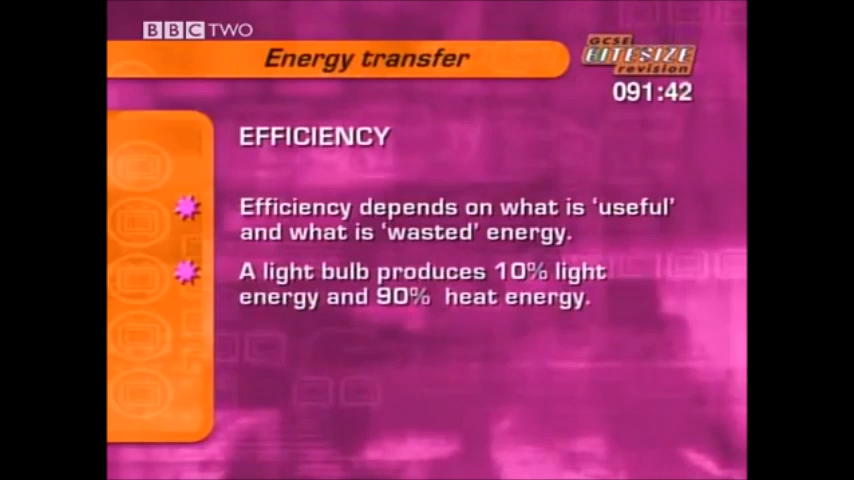 BBC TWO
Energy transfer
GCSE
BITESIZE
revision
091:42
EFFICIENCY
Efficiency depends on what is ‘useful’
and what is ‘wasted’ energy.
A light bulb produces 10% light
energy and 90% heat energy.